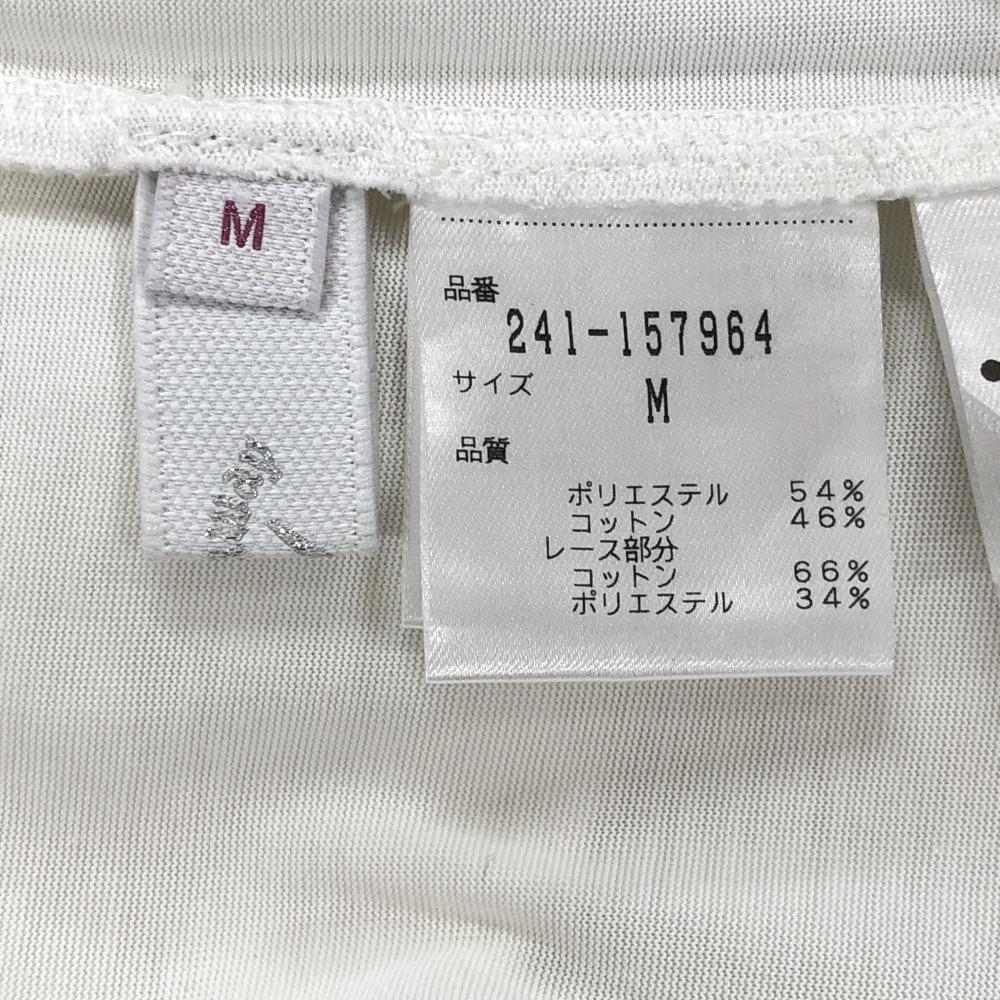 M
品番
241-157964
サイズ
M
品質
ポリエステル 54%
コットン 46%
レース部分
コットン 66%
ポリエステル 34%